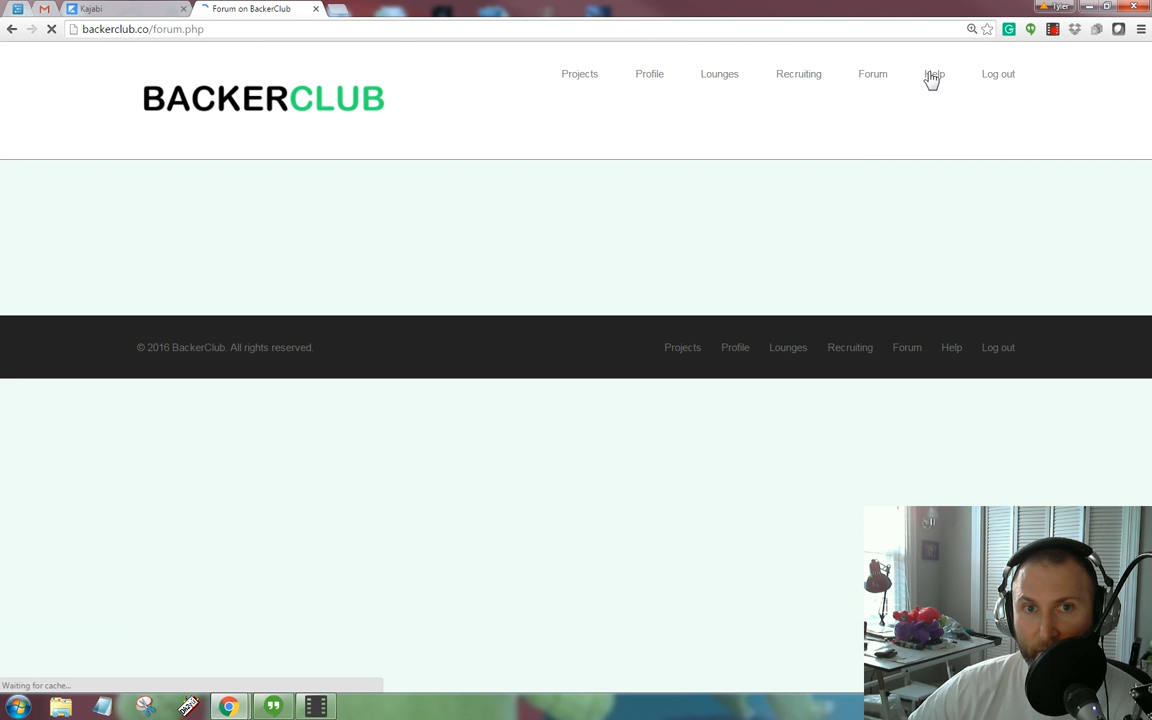 Kajabi
Forum on BackerClub
Tyler
backerclub.co/forum.php
BACKERCLUB
Projects
Profile
Lounges
Recruiting
Forum
Help
Log out
© 2016 BackerClub. All rights reserved.
Projects
Profile
Lounges
Recruiting
Forum
Help
Log out
Waiting for cache...